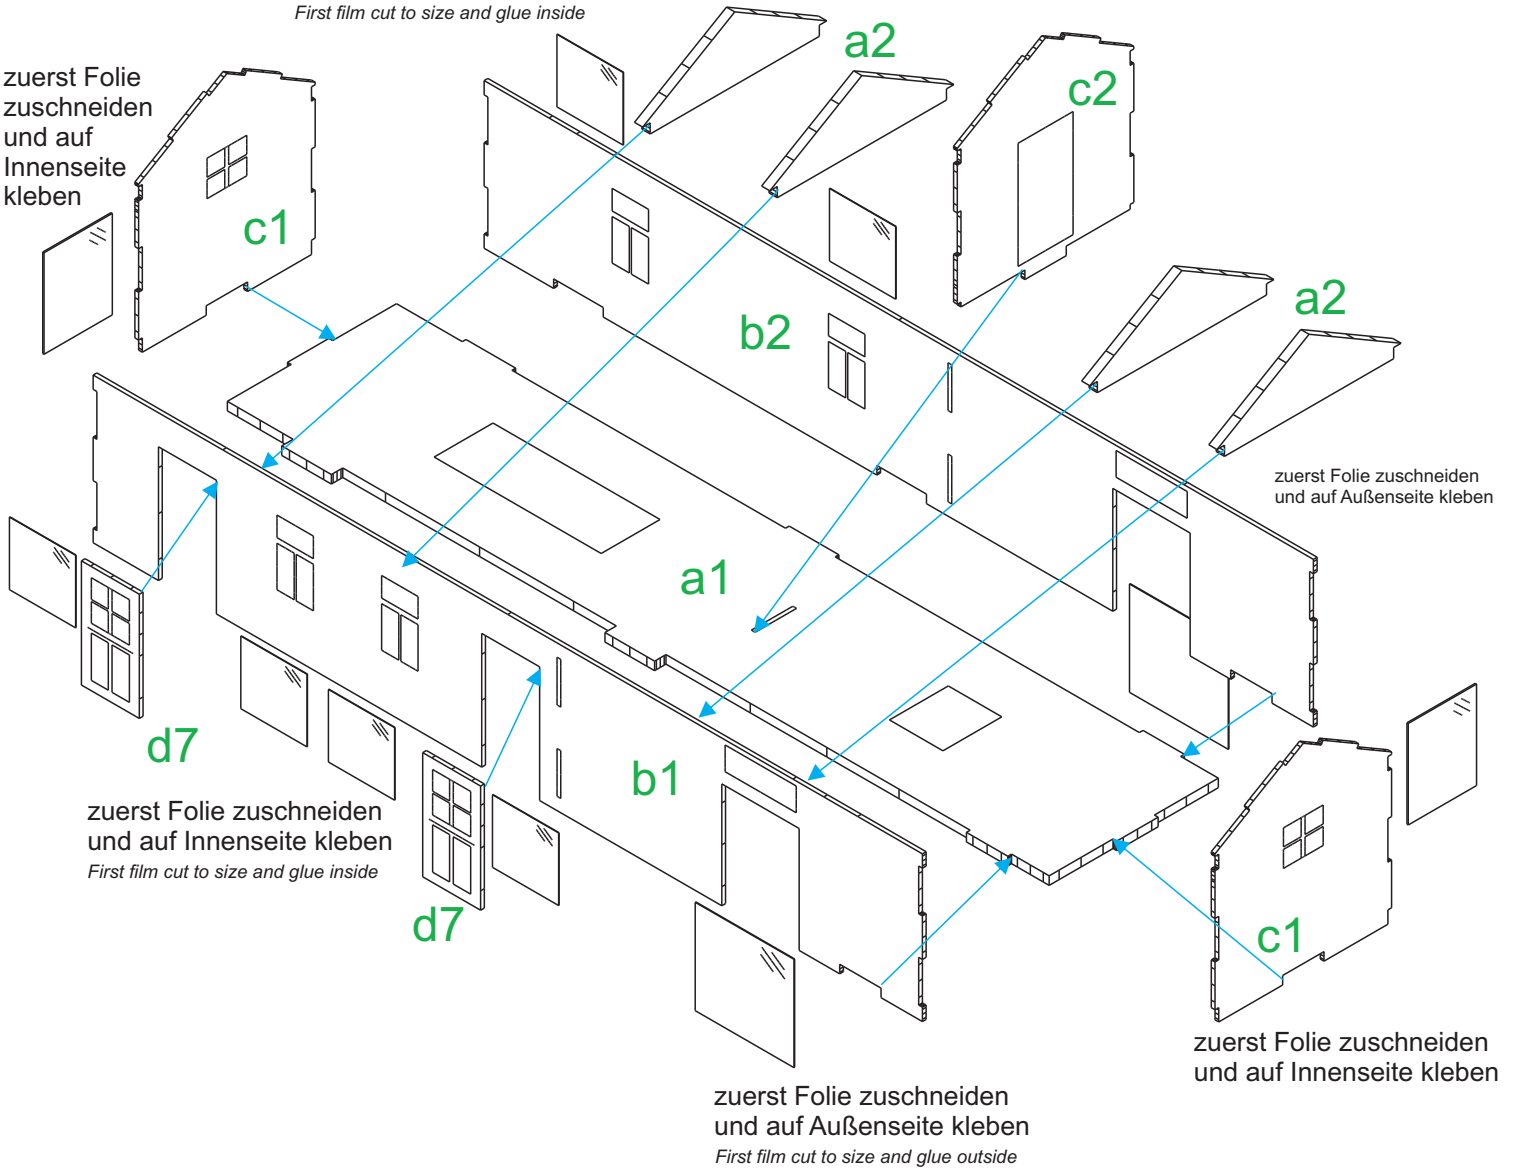 First film cut to size and glue inside
a2
zuerst Folie
zuschneiden
und auf
Innenseite
kleben
c2
c1
a2
b2
zuerst Folie zuschneiden
und auf Außenseite kleben
a1
d7
b1
zuerst Folie zuschneiden
und auf Innenseite kleben
First film cut to size and glue inside
d7
c1
zuerst Folie zuschneiden
und auf Innenseite kleben
zuerst Folie zuschneiden
und auf Außenseite kleben
First film cut to size and glue outside